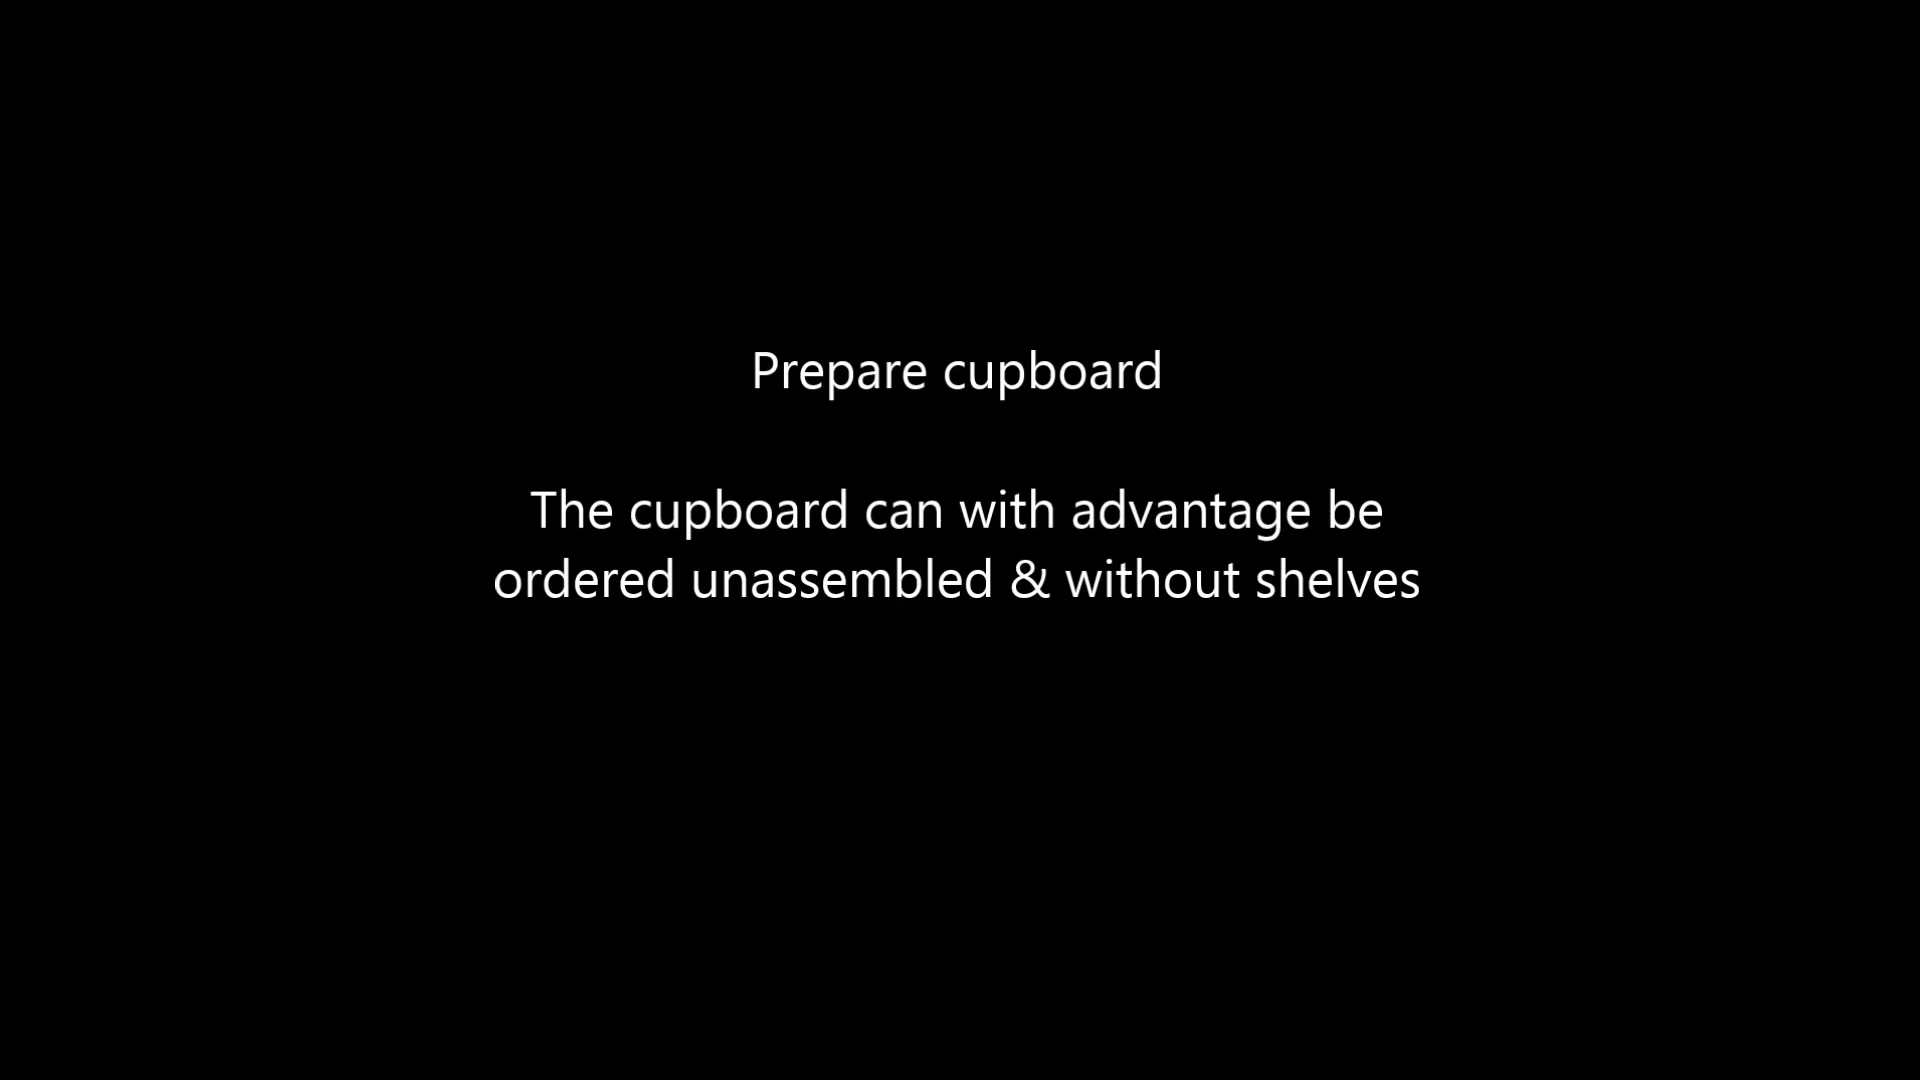 Prepare cupboard
The cupboard can with advantage be
ordered unassembled & without shelves